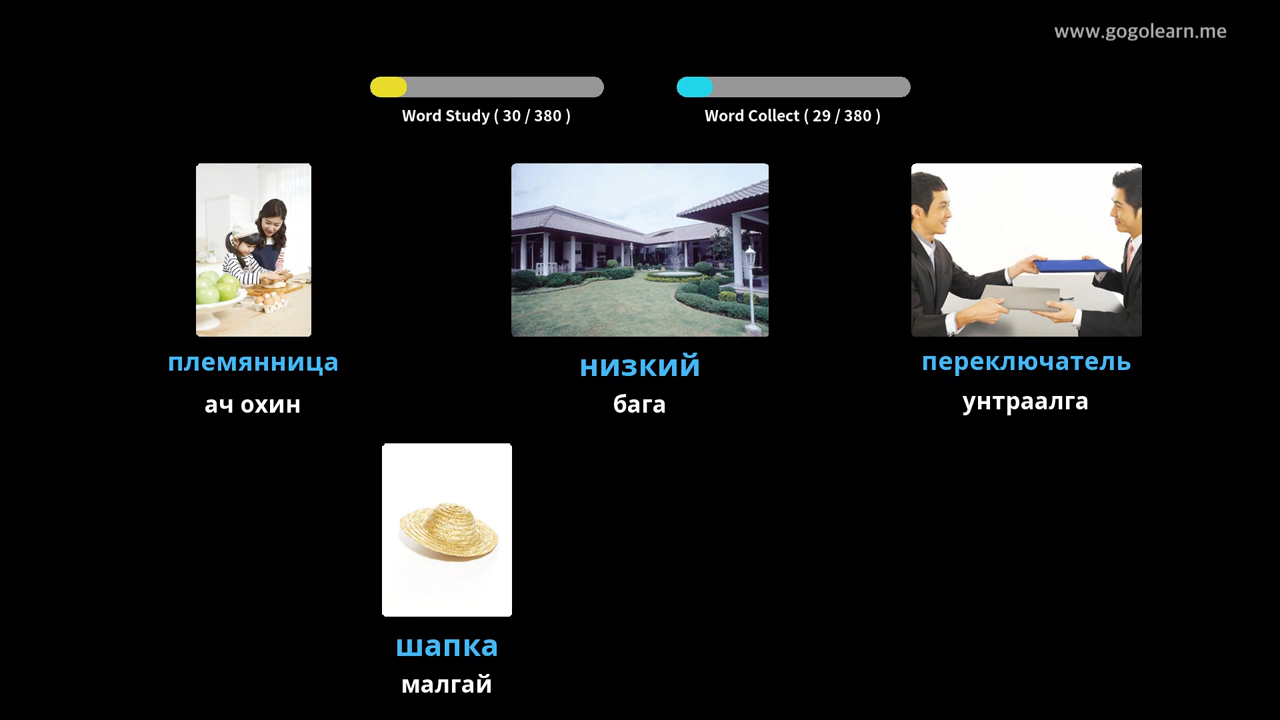 www.gogolearn.me
Word Study ( 30 / 380 )
Word Collect ( 29 / 380 )
племянница
ач охин
низкий
бага
переключатель
унтраалга
шапка
малгай